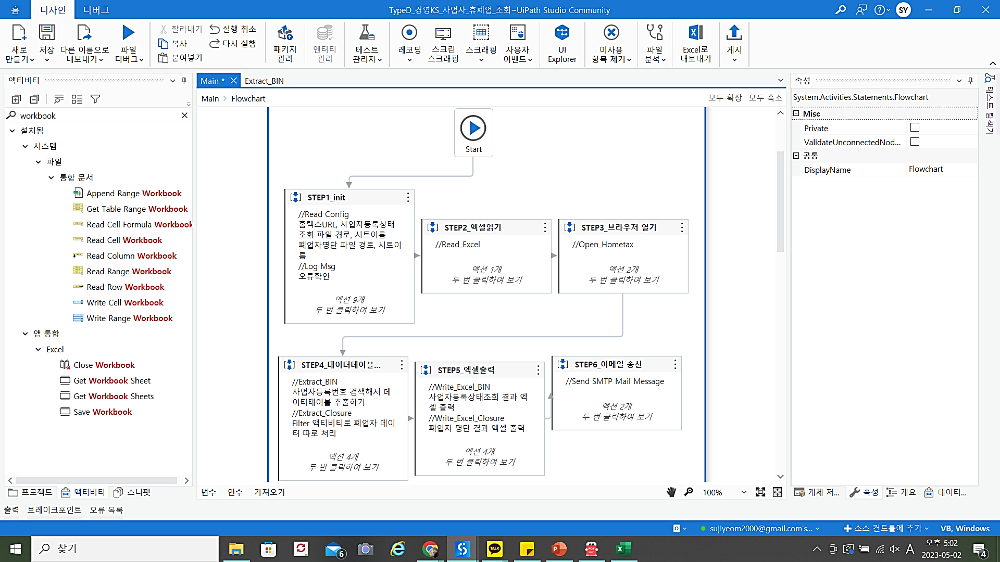 홈 디자인 디버그 TypeD_경영KS_사업자_휴폐업_조회~UiPath Studio Community SY
새로 만들기
저장
다른 이름으로 내보내기
파일 디버그
잘라내기
복사
붙여넣기
실행 취소
다시 실행
패키지 관리
엔터티 관리
테스트 관리자
레코딩
스크린 스크래핑
스크래핑
사용자 이벤트
UI Explorer
미사용 항목 제거
파일 분석
Excel로 내보내기
게시
액티비티
workbook
설치됨
시스템
파일
통합 문서
Append Range Workbook
Get Table Range Workbook
Read Cell Formula Workbook
Read Cell Workbook
Read Column Workbook
Read Range Workbook
Read Row Workbook
Write Cell Workbook
Write Range Workbook
앱 통합
Excel
Close Workbook
Get Workbook Sheet
Get Workbook Sheets
Save Workbook
프로젝트 액티비티 스니펫
Main * Extract_BIN
Main > Flowchart
모두 확장 모두 축소
Start
STEP1_init
//Read Config
홈택스URL, 사업자등록상태
조회 파일 경로, 시트이름
폐업자명단 파일 경로, 시트이
름
//Log Msg
오류확인
액션 9개
두 번 클릭하여 보기
STEP2_엑셀읽기
//Read_Excel
액션 1개
두 번 클릭하여 보기
STEP3_브라우저 열기
//Open_Hometax
액션 2개
두 번 클릭하여 보기
STEP4_데이터테이블...
//Extract_BIN
사업자등록번호 검색해서 데
이터테이블 추출하기
//Extract_Closure
Filter 액티비티로 폐업자 데이
터 따로 처리
액션 4개
두 번 클릭하여 보기
STEP5_엑셀출력
//Write_Excel_BIN
사업자등록상태조회 결과 엑
셀 출력
//Write_Excel_Closure
폐업자 명단 결과 엑셀 출력
액션 4개
두 번 클릭하여 보기
STEP6_이메일 송신
//Send SMTP Mail Message
액션 2개
두 번 클릭하여 보기
변수 인수 가져오기 100%
속성
System.Activities.Statements.Flowchart
Misc
Private
ValidateUnconnectedNod...
공통
DisplayName Flowchart
테스트 탐색기
개체 저... 속성 개요 데이터...
출력 브레이크포인트 오류 목록
sujiyeom2000@gmail.com's... 소스 컨트롤에 추가 VB, Windows
찾기
6
TALK
PDF
A
오후 5:02
2023-05-02
4